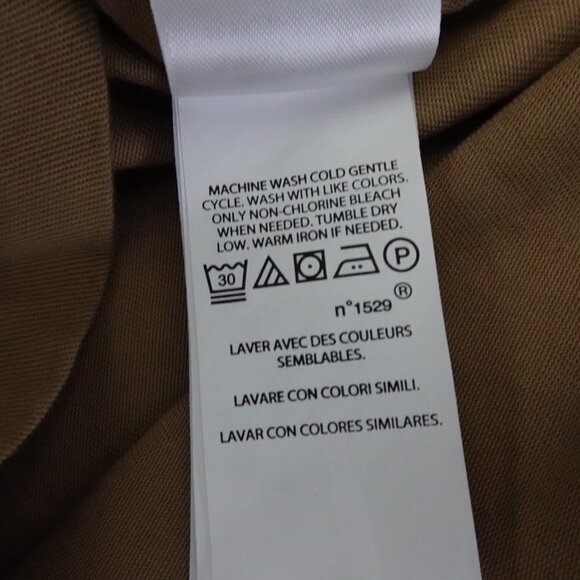 MACHINE WASH COLD GENTLE
CYCLE. WASH WITH LIKE COLORS.
ONLY NON-CHLORINE BLEACH
WHEN NEEDED. TUMBLE DRY
LOW. WARM IRON IF NEEDED.
30 P
n°1529 ®
LAVER AVEC DES COULEURS
SEMBLABLES.
LAVARE CON COLORI SIMILI.
LAVAR CON COLORES SIMILARES.